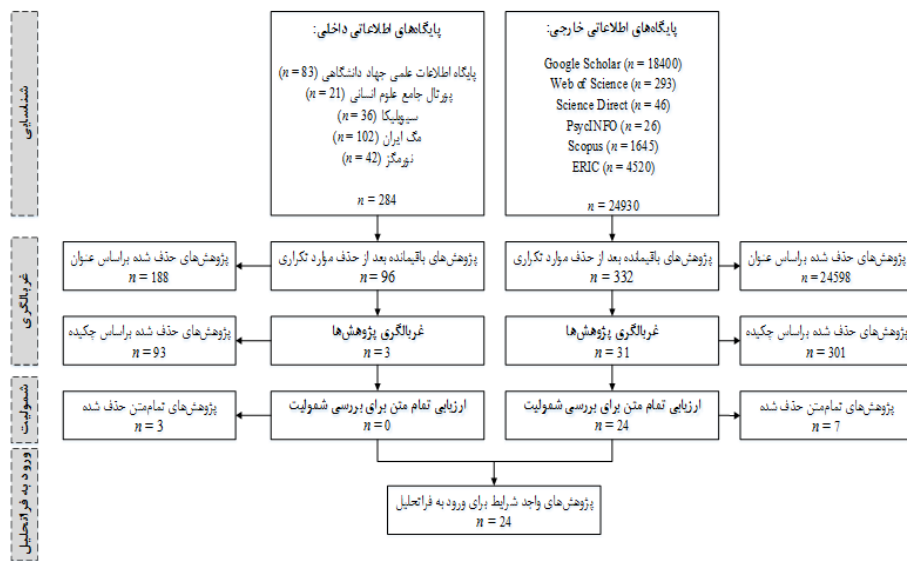 شناسایی
پایگاه‌های اطلاعاتی خارجی:
Google Scholar (n = 18400)
Web of Science (n = 293)
Science Direct (n = 46)
PsycINFO (n = 26)
Scopus (n = 1645)
ERIC (n = 4520)
n = 24930
پایگاه‌های اطلاعاتی داخلی:
پایگاه اطلاعات علمی جهاد دانشگاهی (n = 83)
پورتال جامع علوم انسانی (n = 21)
سیویلیکا (n = 36)
مگ ایران (n = 102)
نورمگز (n = 42)
n = 284
غربالگری
پژوهش‌های حذف شده براساس عنوان
n = 24598
پژوهش‌های باقیمانده بعد از حذف موارد تکراری
n = 332
پژوهش‌های باقیمانده بعد از حذف موارد تکراری
n = 96
پژوهش‌های حذف شده براساس عنوان
n = 188
پژوهش‌های حذف شده براساس چکیده
n = 301
غربالگری پژوهش‌ها
n = 31
غربالگری پژوهش‌ها
n = 3
پژوهش‌های حذف شده براساس چکیده
n = 93
شمولیت
پژوهش‌های تمام‌متن حذف شده
n = 7
ارزیابی تمام متن برای بررسی شمولیت
n = 24
ارزیابی تمام متن برای بررسی شمولیت
n = 0
پژوهش‌های تمام‌متن حذف شده
n = 3
ورود به فراتحلیل
پژوهش‌های واجد شرایط برای ورود به فراتحلیل
n = 24